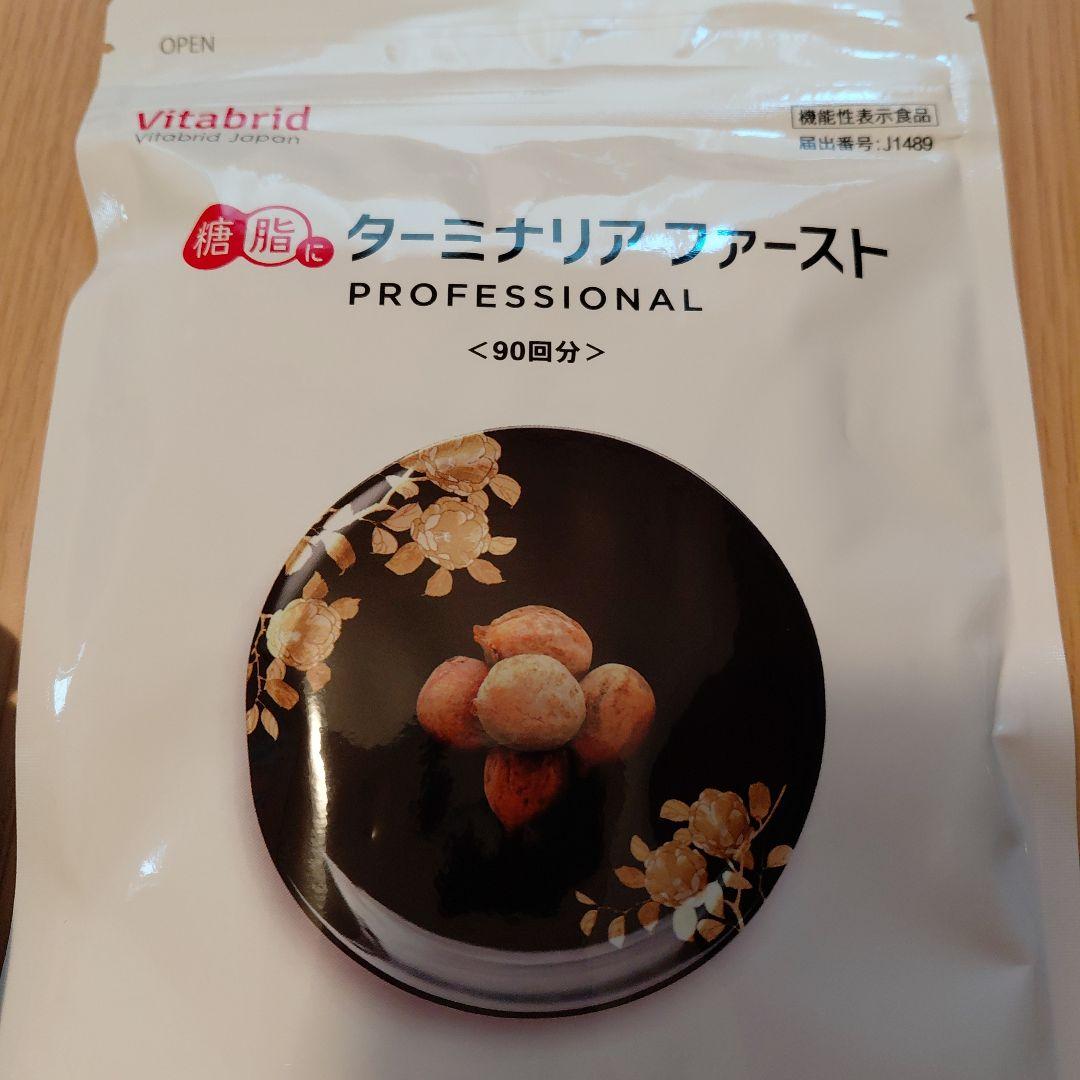 OPEN
Vitabrid
Vitabrid Japan
機能性表示食品
届出番号:J1489
糖脂に ターミナリア ファースト
PROFESSIONAL
＜90回分＞